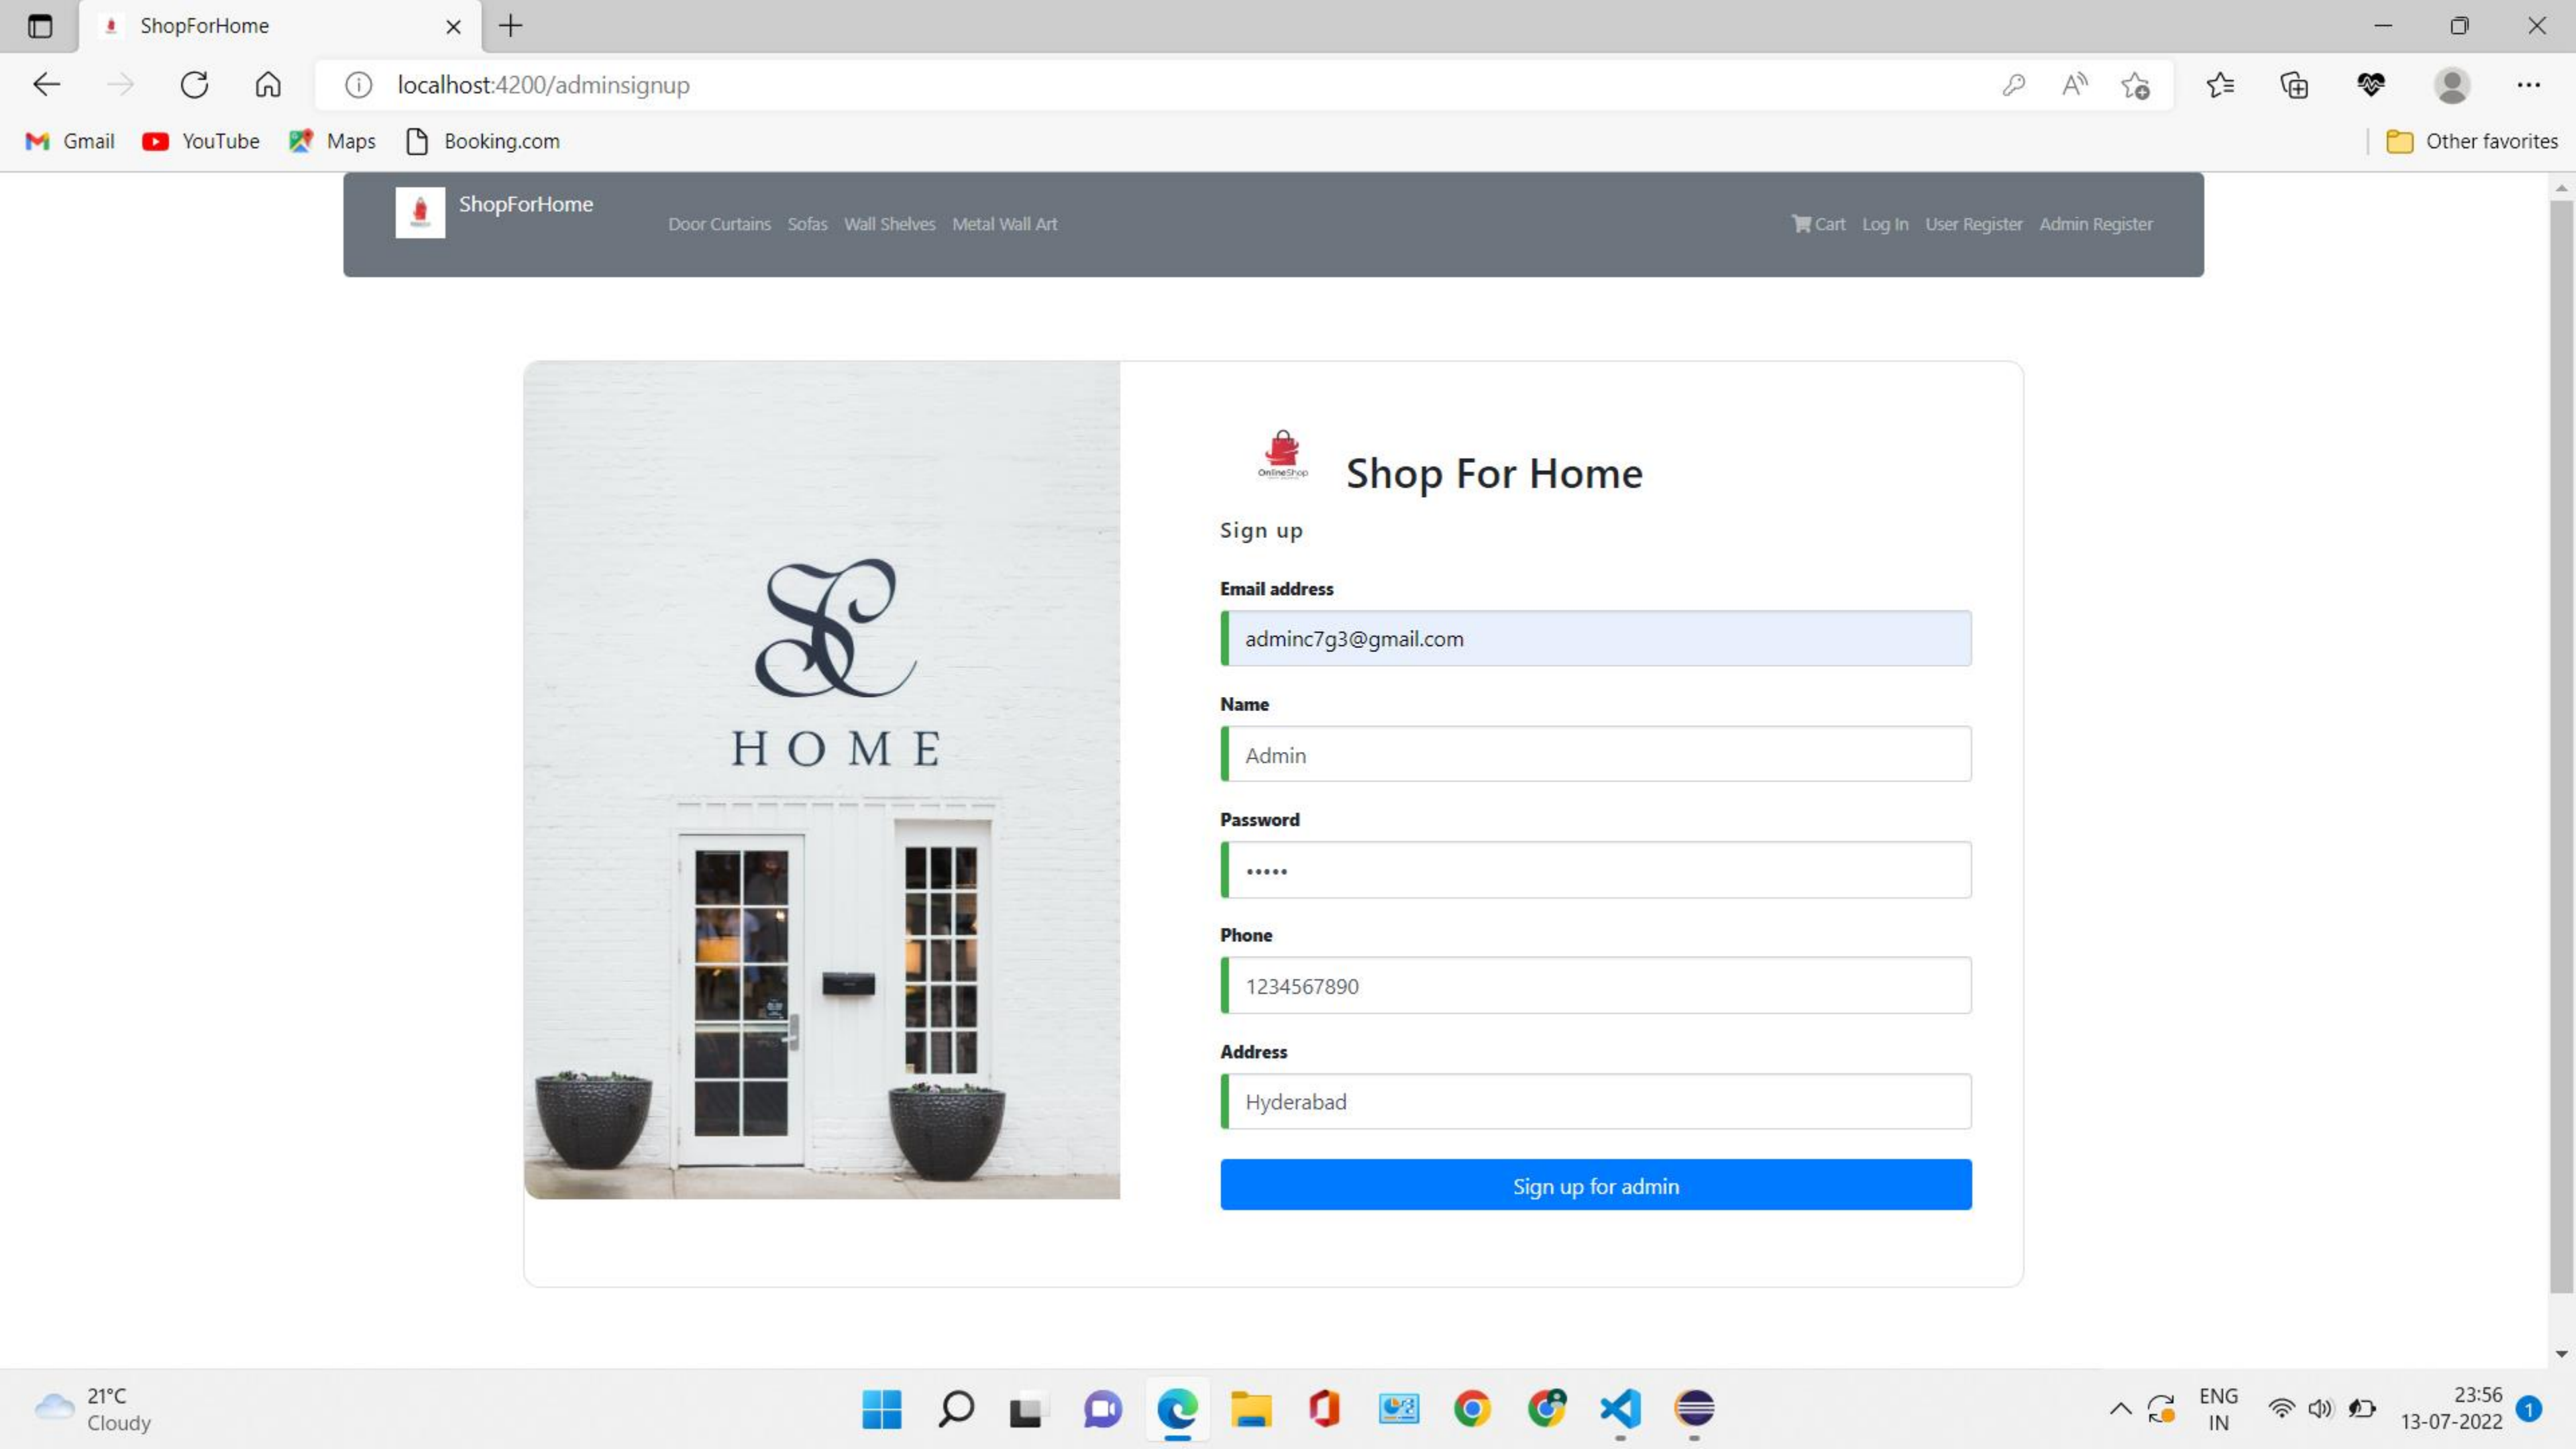 ShopForHome
localhost:4200/adminsignup
Gmail YouTube Maps Booking.com Other favorites
ShopForHome
Door Curtains Sofas Wall Shelves Metal Wall Art Cart Log In User Register Admin Register
OnlineShop
Shop For Home
Sign up
Email address
adminc7g3@gmail.com
Name
Admin
Password
•••••
Phone
1234567890
Address
Hyderabad
Sign up for admin
HOME
21°C
Cloudy
ENG
IN
23:56
13-07-2022
1